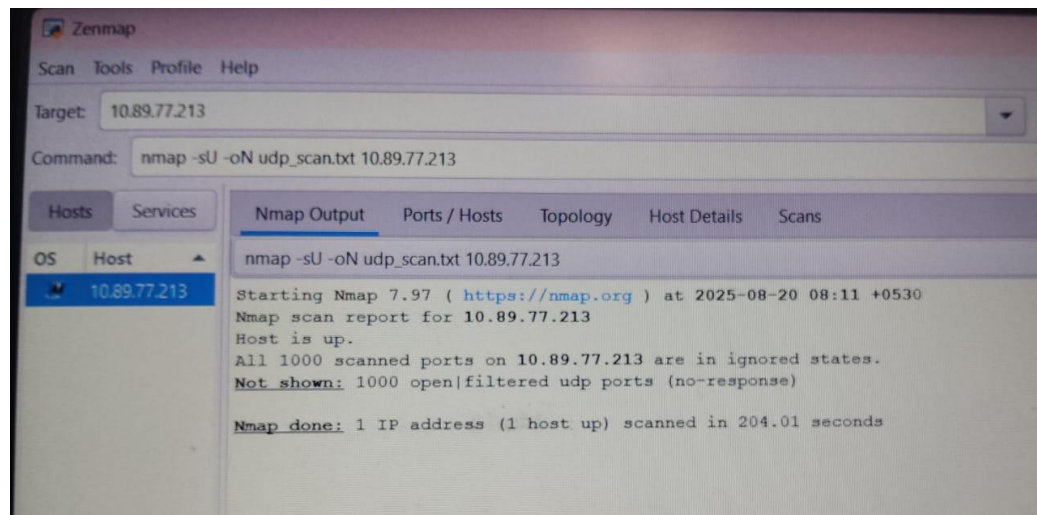 Zenmap
Scan Tools Profile Help
Target: 10.89.77.213
Command: nmap -sU -oN udp_scan.txt 10.89.77.213
Hosts Services
Nmap Output Ports / Hosts Topology Host Details Scans
OS Host
nmap -sU -oN udp_scan.txt 10.89.77.213
10.89.77.213
Starting Nmap 7.97 ( https://nmap.org ) at 2025-08-20 08:11 +0530
Nmap scan report for 10.89.77.213
Host is up.
All 1000 scanned ports on 10.89.77.213 are in ignored states.
Not shown: 1000 open|filtered udp ports (no-response)
Nmap done: 1 IP address (1 host up) scanned in 204.01 seconds